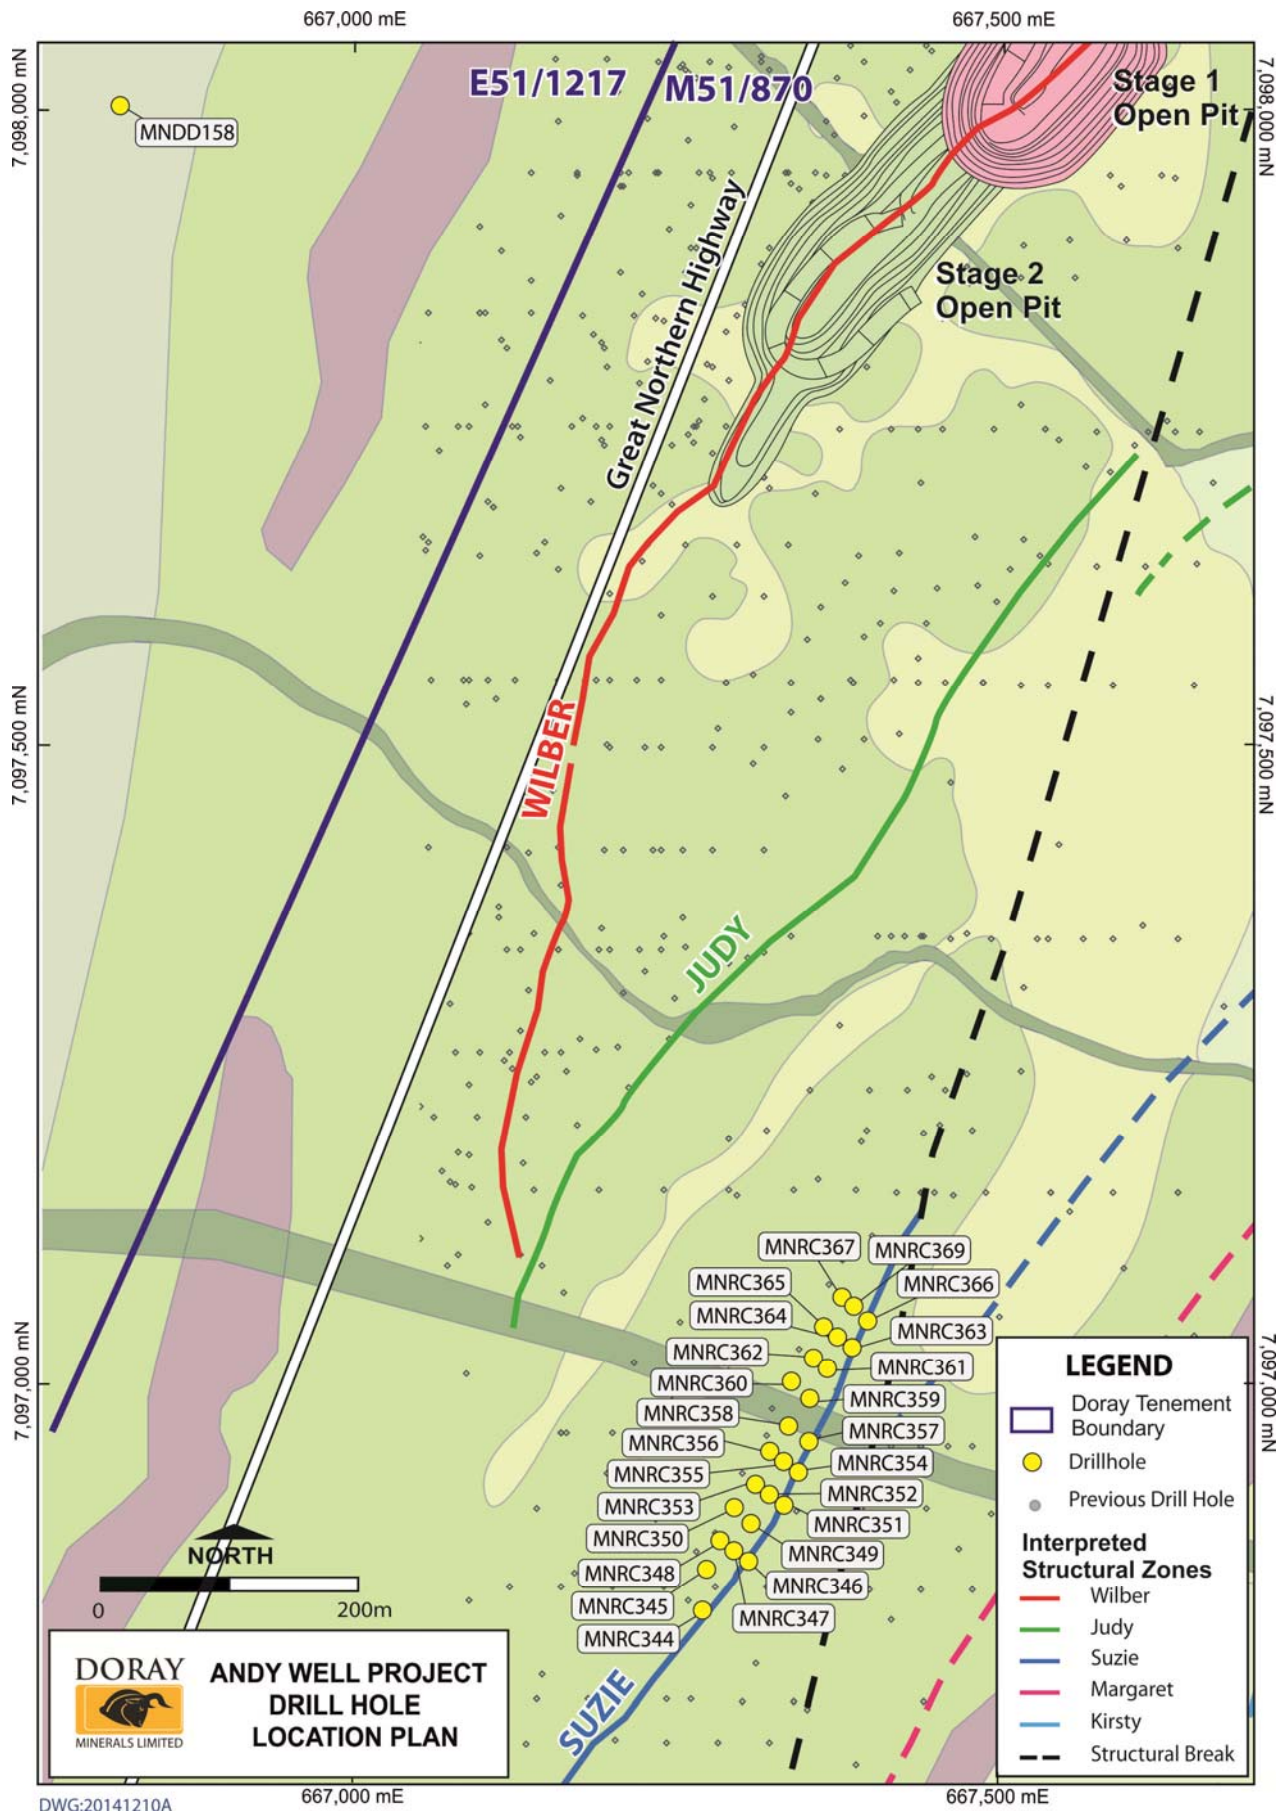 667,000 mE
667,500 mE
7,098,000 mN
7,098,000 mN
E51/1217
M51/870
Stage 1
Open Pit
MNDD158
Great Northern Highway
Stage 2
Open Pit
7,097,500 mN
7,097,500 mN
WILBER
JUDY
MNRC367
MNRC369
MNRC365
MNRC366
MNRC364
MNRC363
MNRC362
MNRC361
MNRC360
MNRC359
MNRC358
MNRC357
MNRC356
MNRC354
MNRC355
MNRC352
MNRC353
MNRC351
MNRC350
MNRC349
MNRC348
MNRC346
MNRC345
MNRC347
MNRC344
SUZIE
7,097,000 mN
7,097,000 mN
LEGEND
Doray Tenement
Boundary
Drillhole
Previous Drill Hole
Interpreted
Structural Zones
Wilber
Judy
Suzie
Margaret
Kirsty
Structural Break
NORTH
0
200m
DORAY
MINERALS LIMITED
ANDY WELL PROJECT
DRILL HOLE
LOCATION PLAN
667,000 mE
667,500 mE
DWG:20141210A